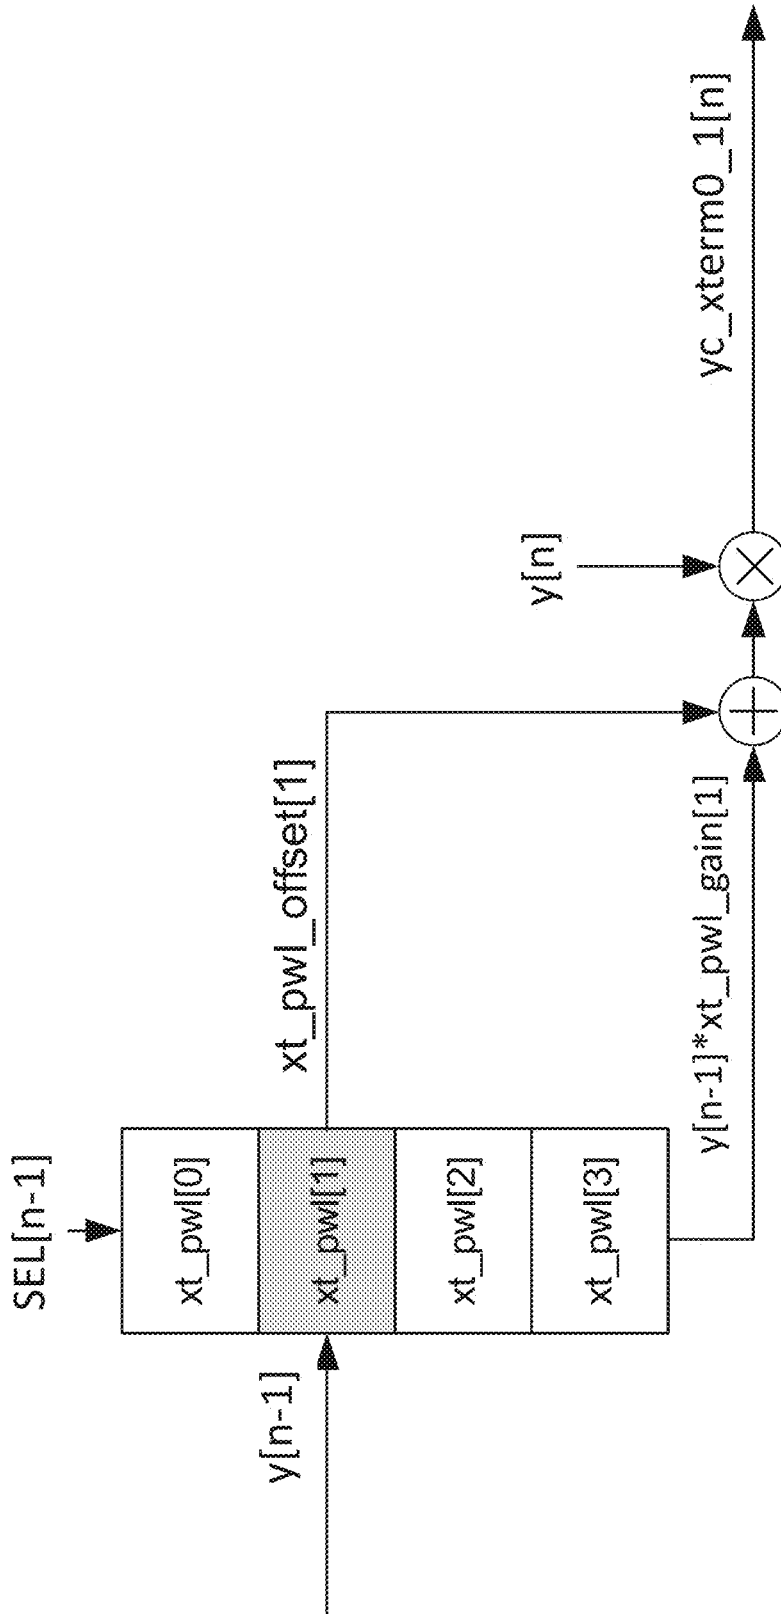 SEL[n-1]
y[n-1]
xt_pwl[0]
xt_pwl[1]
xt_pwl[2]
xt_pwl[3]
xt_pwl_offset[1]
y[n-1]*xt_pwl_gain[1]
y[n]
yc_xterm0_1[n]